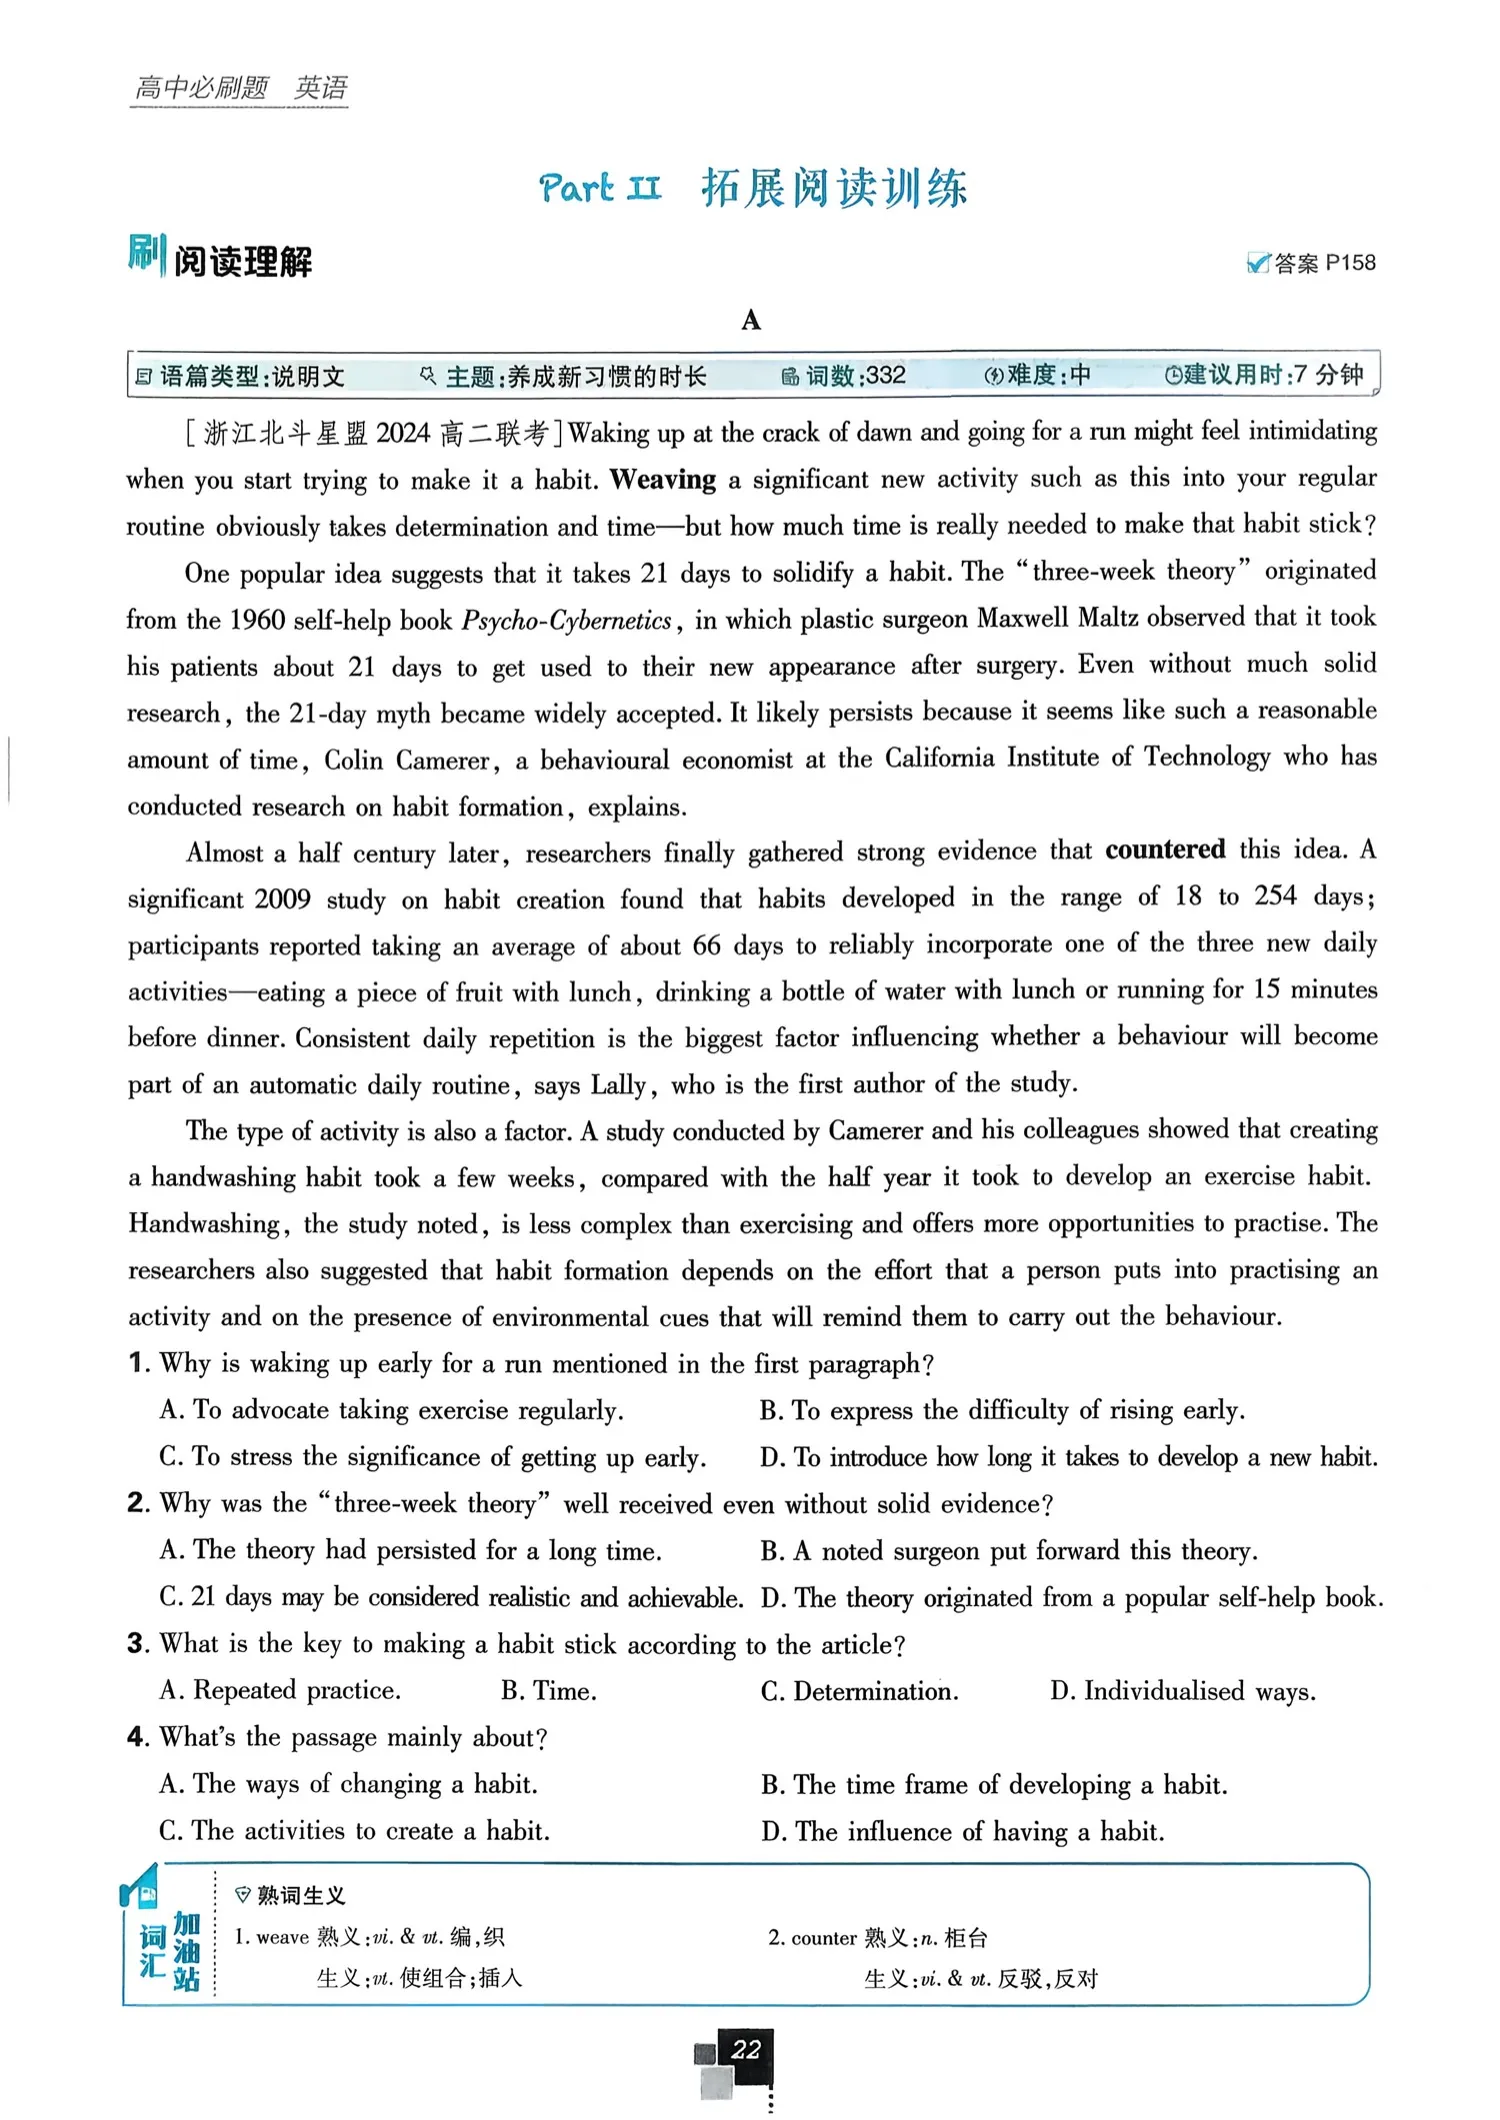 高中必刷题 英语
Part II 拓展阅读训练
刷 阅读理解
答案 P158
A
语篇类型:说明文 主题:养成新习惯的时长 词数:332 难度:中 建议用时:7 分钟
[浙江北斗星盟 2024 高二联考]Waking up at the crack of dawn and going for a run might feel intimidating
when you start trying to make it a habit. Weaving a significant new activity such as this into your regular
routine obviously takes determination and time—but how much time is really needed to make that habit stick?
One popular idea suggests that it takes 21 days to solidify a habit. The “three-week theory” originated
from the 1960 self-help book Psycho-Cybernetics, in which plastic surgeon Maxwell Maltz observed that it took
his patients about 21 days to get used to their new appearance after surgery. Even without much solid
research, the 21-day myth became widely accepted. It likely persists because it seems like such a reasonable
amount of time, Colin Camerer, a behavioural economist at the California Institute of Technology who has
conducted research on habit formation, explains.
Almost a half century later, researchers finally gathered strong evidence that countered this idea. A
significant 2009 study on habit creation found that habits developed in the range of 18 to 254 days;
participants reported taking an average of about 66 days to reliably incorporate one of the three new daily
activities—eating a piece of fruit with lunch, drinking a bottle of water with lunch or running for 15 minutes
before dinner. Consistent daily repetition is the biggest factor influencing whether a behaviour will become
part of an automatic daily routine, says Lally, who is the first author of the study.
The type of activity is also a factor. A study conducted by Camerer and his colleagues showed that creating
a handwashing habit took a few weeks, compared with the half year it took to develop an exercise habit.
Handwashing, the study noted, is less complex than exercising and offers more opportunities to practise. The
researchers also suggested that habit formation depends on the effort that a person puts into practising an
activity and on the presence of environmental cues that will remind them to carry out the behaviour.
1. Why is waking up early for a run mentioned in the first paragraph?
A. To advocate taking exercise regularly. B. To express the difficulty of rising early.
C. To stress the significance of getting up early. D. To introduce how long it takes to develop a new habit.
2. Why was the “three-week theory” well received even without solid evidence?
A. The theory had persisted for a long time. B. A noted surgeon put forward this theory.
C. 21 days may be considered realistic and achievable. D. The theory originated from a popular self-help book.
3. What is the key to making a habit stick according to the article?
A. Repeated practice. B. Time. C. Determination. D. Individualised ways.
4. What's the passage mainly about?
A. The ways of changing a habit. B. The time frame of developing a habit.
C. The activities to create a habit. D. The influence of having a habit.
词汇加油站
熟词生义
1. weave 熟义:vi. & vt. 编,织 2. counter 熟义:n. 柜台
生义:vt. 使组合;插入 生义:vi. & vt. 反驳,反对
22